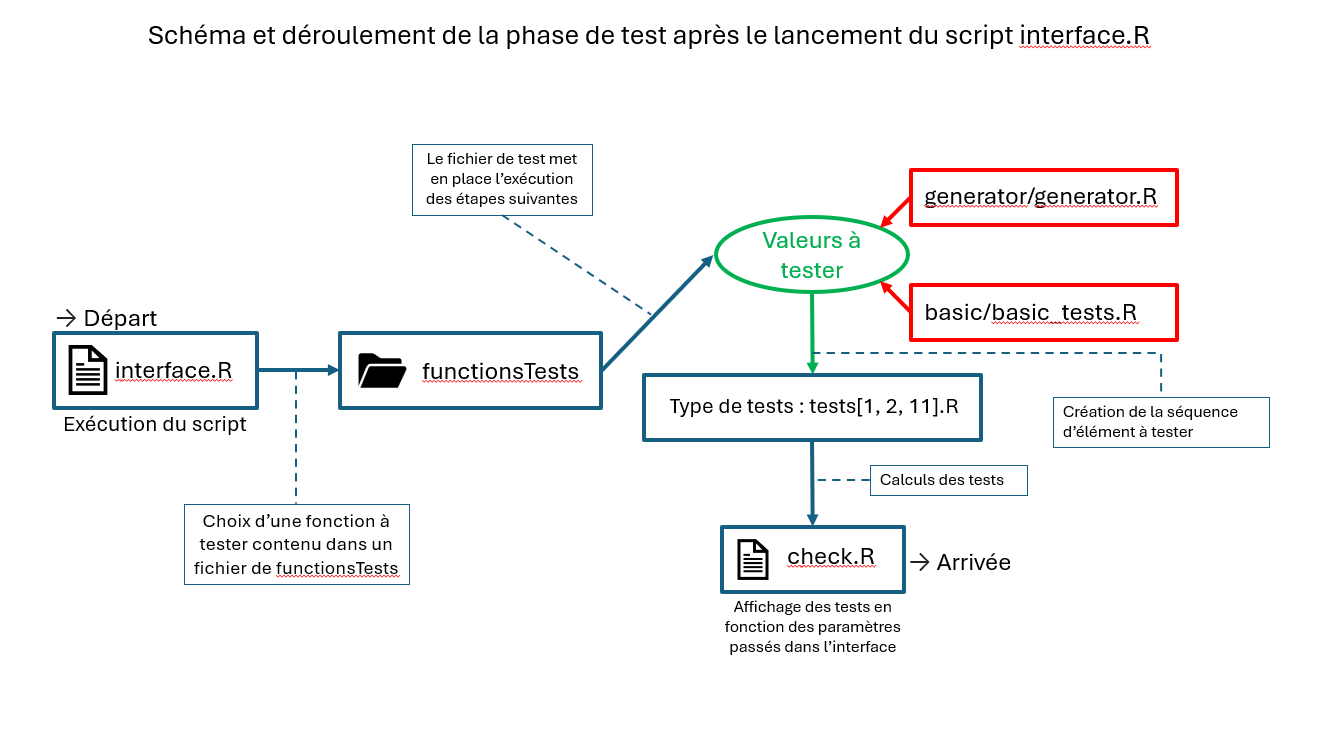 Schéma et déroulement de la phase de test après le lancement du script interface.R
Le fichier de test met
en place l’exécution
des étapes suivantes
generator/generator.R
Valeurs à
tester
basic/basic_tests.R
→ Départ
interface.R
Exécution du script
functionsTests
Type de tests : tests[1, 2, 11].R
Création de la séquence
d’élément à tester
Calculs des tests
Choix d’une fonction à
tester contenu dans un
fichier de functionsTests
check.R
→ Arrivée
Affichage des tests en
fonction des paramètres
passés dans l’interface